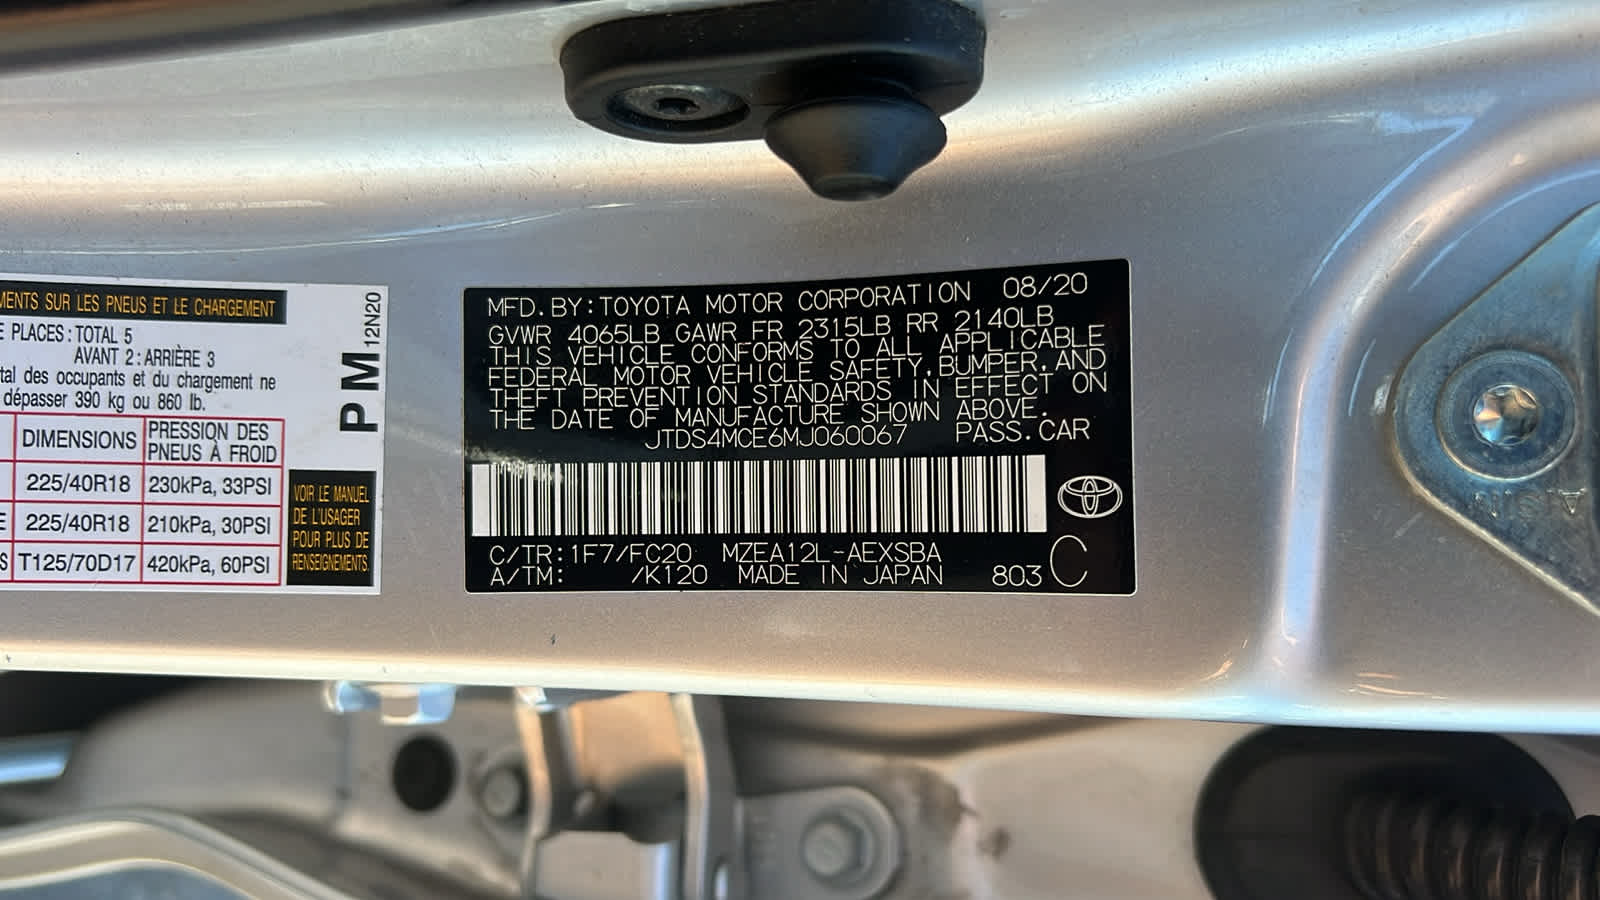 MENTS SUR LES PNEUS ET LE CHARGEMENT
E PLACES : TOTAL 5
AVANT 2 : ARRIÈRE 3
tal des occupants et du chargement ne
dépasser 390 kg ou 860 lb.
DIMENSIONS PRESSION DES PNEUS À FROID
225/40R18 230kPa, 33PSI
E 225/40R18 210kPa, 30PSI
S T125/70D17 420kPa, 60PSI
PM 12N20
VOIR LE MANUEL
DE L'USAGER
POUR PLUS DE
RENSEIGNEMENTS.
MFD. BY: TOYOTA MOTOR CORPORATION 08/20
GVWR 4065LB GAWR FR 2315LB RR 2140LB
THIS VEHICLE CONFORMS TO ALL APPLICABLE
FEDERAL MOTOR VEHICLE SAFETY, BUMPER, AND
THEFT PREVENTION STANDARDS IN EFFECT ON
THE DATE OF MANUFACTURE SHOWN ABOVE.
JTDS4MCE6MJ060067 PASS.CAR
C/TR: 1F7/FC20 MZEA12L-AEXSBA
A/TM: /K120 MADE IN JAPAN 803 C
AISIN